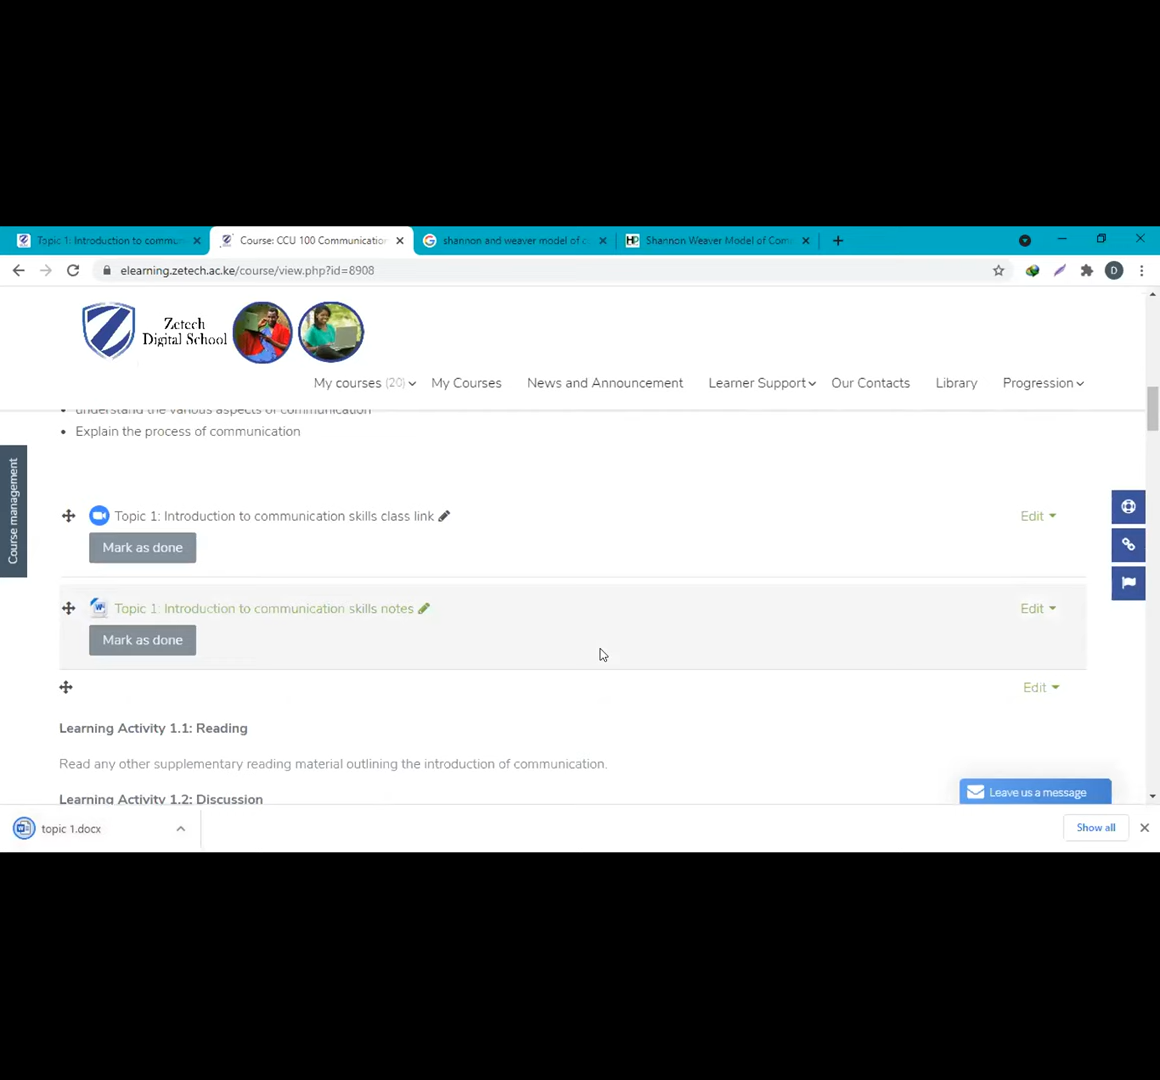 Topic 1: Introduction to commun
Course: CCU 100 Communication
shannon and weaver model of c
Shannon Weaver Model of Com
elearning.zetech.ac.ke/course/view.php?id=8908
D
Zetech
Digital School
My courses (20)
My Courses
News and Announcement
Learner Support
Our Contacts
Library
Progression
understand the various aspects of communication
• Explain the process of communication
Course management
Topic 1: Introduction to communication skills class link
Edit
Mark as done
Topic 1: Introduction to communication skills notes
Edit
Mark as done
Edit
Learning Activity 1.1: Reading
Read any other supplementary reading material outlining the introduction of communication.
Learning Activity 1.2: Discussion
Leave us a message
topic 1.docx
Show all